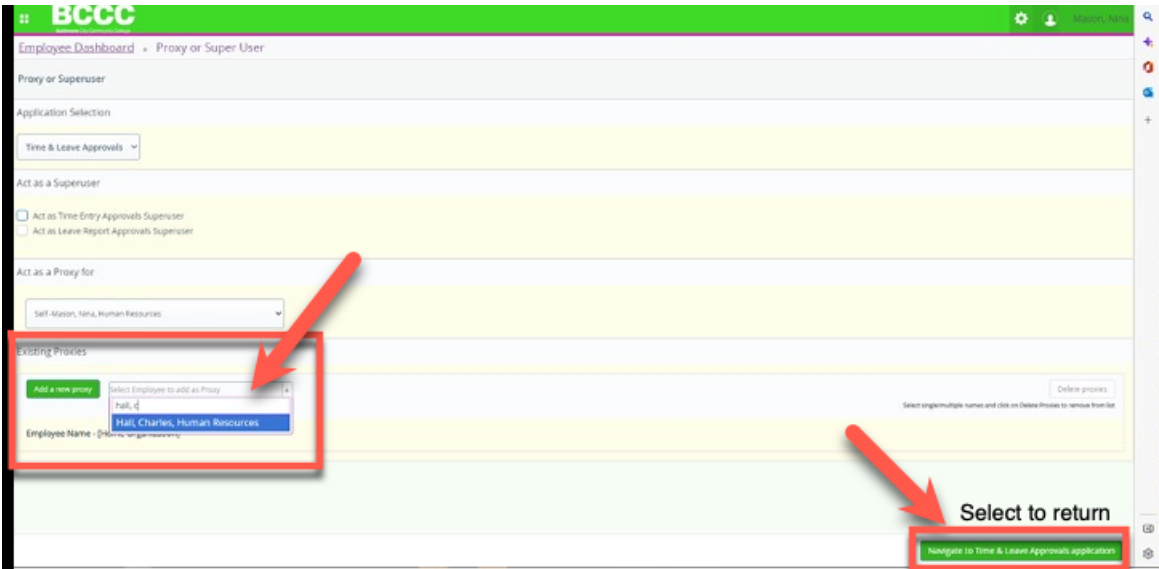 BCCC
Mason, Nina
Employee Dashboard • Proxy or Super User
Proxy or Superuser
Application Selection
Time & Leave Approvals
Act as a Superuser
Act as Time Entry Approvals Superuser
Act as Leave Report Approvals Superuser
Act as a Proxy for
Self -Mason, Nina, Human Resources
Existing Proxies
Add a new proxy Select Employee to add as Proxy Delete proxies
hall, c Select single/multiple names and click on Delete Proxies to remove from list
Hall, Charles, Human Resources
Employee Name - [Home Organization]
Select to return
Navigate to Time & Leave Approvals application